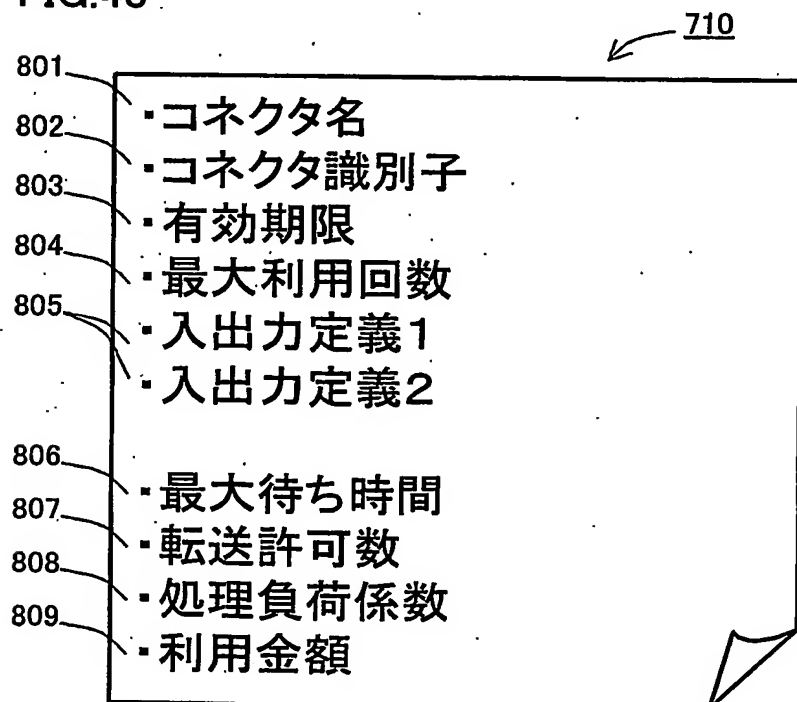 710
801 ・コネクタ名
802 ・コネクタ識別子
803 ・有効期限
804 ・最大利用回数
805 ・入出力定義1
・入出力定義2
806 ・最大待ち時間
807 ・転送許可数
808 ・処理負荷係数
809 ・利用金額